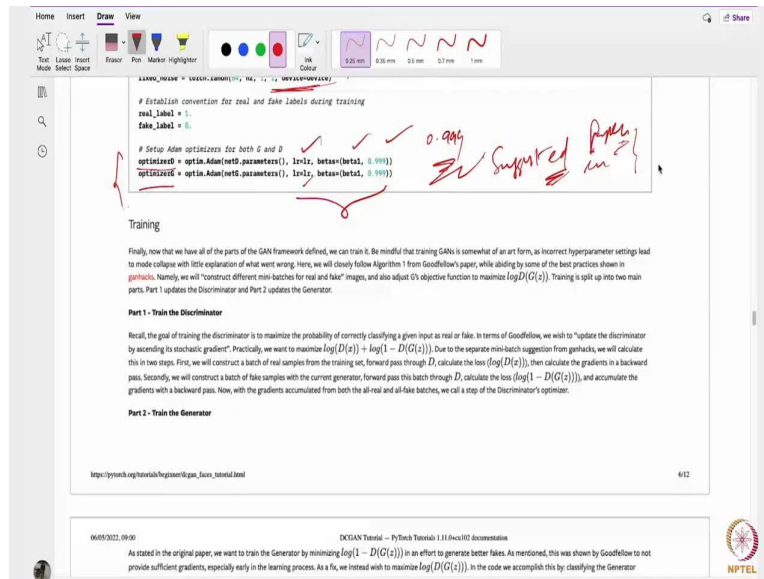 Home Insert Draw View
Share
Text Mode
Lasso Select
Insert Space
Eraser
Pen
Marker
Highlighter
Ink Colour
0.25 mm
0.35 mm
0.5 mm
0.7 mm
1 mm
fixed_noise = torch.randn(64, nz, 1, 1, device=device)
# Establish convention for real and fake labels during training
real_label = 1.
fake_label = 0.
# Setup Adam optimizers for both G and D
optimizerD = optim.Adam(netD.parameters(), lr=lr, betas=(beta1, 0.999))
optimizerG = optim.Adam(netG.parameters(), lr=lr, betas=(beta1, 0.999))
0.999
Suggested in
Paper
Training
Finally, now that we have all of the parts of the GAN framework defined, we can train it. Be mindful that training GANs is somewhat of an art form, as incorrect hyperparameter settings lead
to mode collapse with little explanation of what went wrong. Here, we will closely follow Algorithm 1 from Goodfellow's paper, while abiding by some of the best practices shown in
ganhacks. Namely, we will "construct different mini-batches for real and fake" images, and also adjust G's objective function to maximize logD(G(z)). Training is split up into two main
parts. Part 1 updates the Discriminator and Part 2 updates the Generator.
Part 1 - Train the Discriminator
Recall, the goal of training the discriminator is to maximize the probability of correctly classifying a given input as real or fake. In terms of Goodfellow, we wish to "update the discriminator
by ascending its stochastic gradient". Practically, we want to maximize log(D(x)) + log(1 − D(G(z))). Due to the separate mini-batch suggestion from ganhacks, we will calculate
this in two steps. First, we will construct a batch of real samples from the training set, forward pass through D, calculate the loss (log(D(x))), then calculate the gradients in a backward
pass. Secondly, we will construct a batch of fake samples with the current generator, forward pass this batch through D, calculate the loss (log(1 − D(G(z)))), and accumulate the
gradients with a backward pass. Now, with the gradients accumulated from both the all-real and all-fake batches, we call a step of the Discriminator's optimizer.
Part 2 - Train the Generator
https://pytorch.org/tutorials/beginner/dcgan_faces_tutorial.html 6/12
06/05/2022, 09:00 DCGAN Tutorial — PyTorch Tutorials 1.11.0+cu102 documentation
As stated in the original paper, we want to train the Generator by minimizing log(1 − D(G(z))) in an effort to generate better fakes. As mentioned, this was shown by Goodfellow to not
provide sufficient gradients, especially early in the learning process. As a fix, we instead wish to maximize log(D(G(z))). In the code we accomplish this by: classifying the Generator
NPTEL